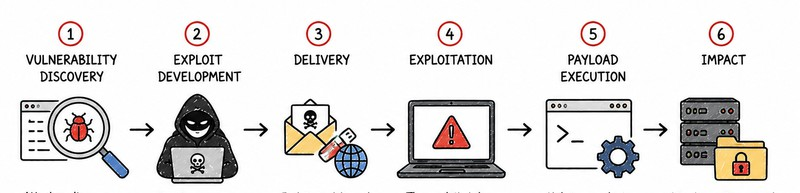 1
VULNERABILITY
DISCOVERY
2
EXPLOIT
DEVELOPMENT
3
DELIVERY
4
EXPLOITATION
5
PAYLOAD
EXECUTION
6
IMPACT